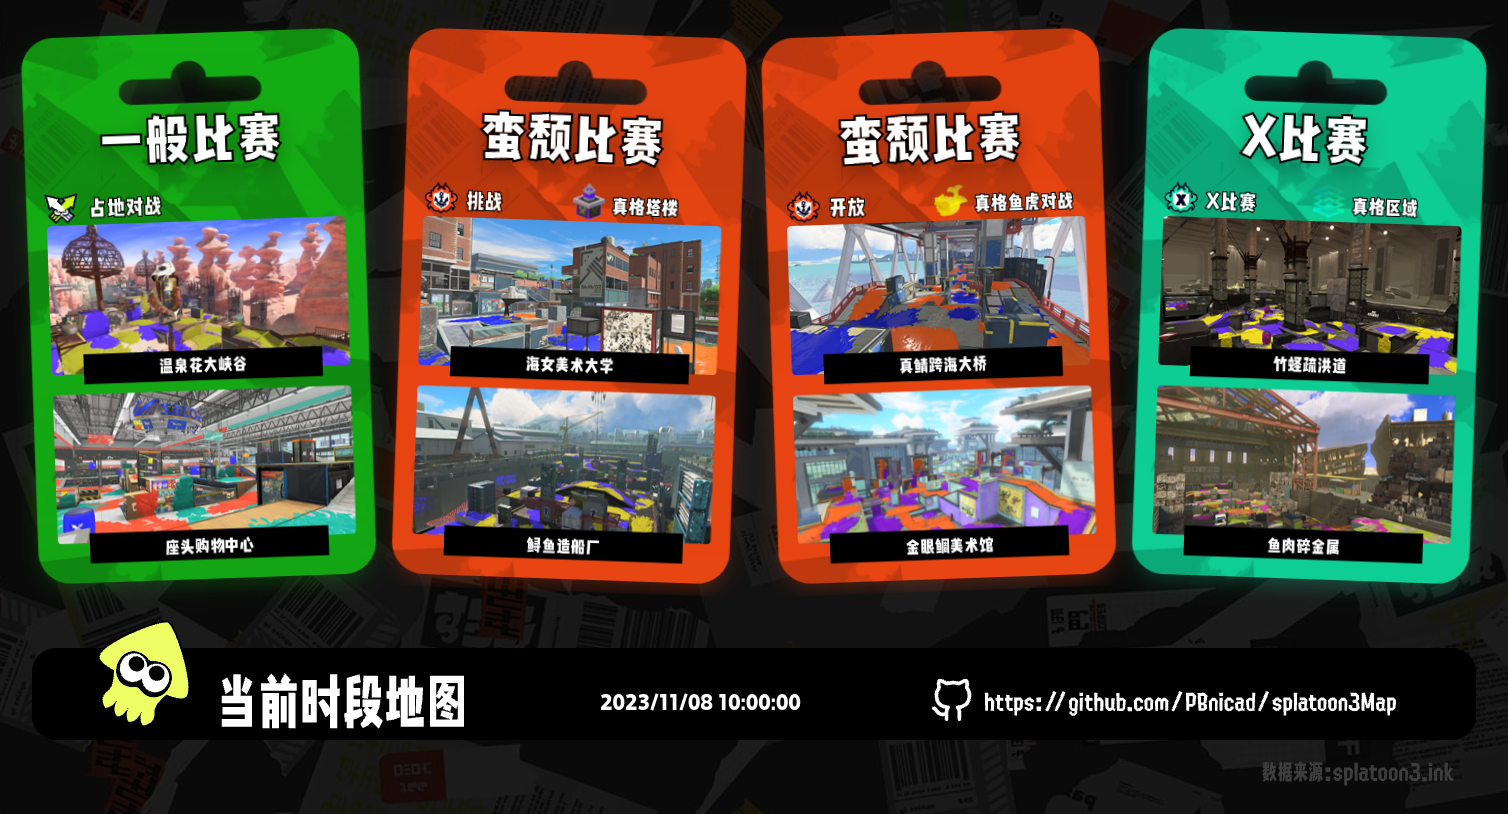 一般比赛
占地对战
温泉花大峡谷
座头购物中心
蛮颓比赛
挑战
真格塔楼
海女美术大学
鲟鱼造船厂
蛮颓比赛
开放
真格鱼虎对战
真鲭跨海大桥
金眼鲷美术馆
X比赛
X比赛
真格区域
竹蛏疏洪道
鱼肉碎金属
当前时段地图
2023/11/08 10:00:00
https://github.com/PBnicad/splatoon3Map
数据来源:splatoon3.ink